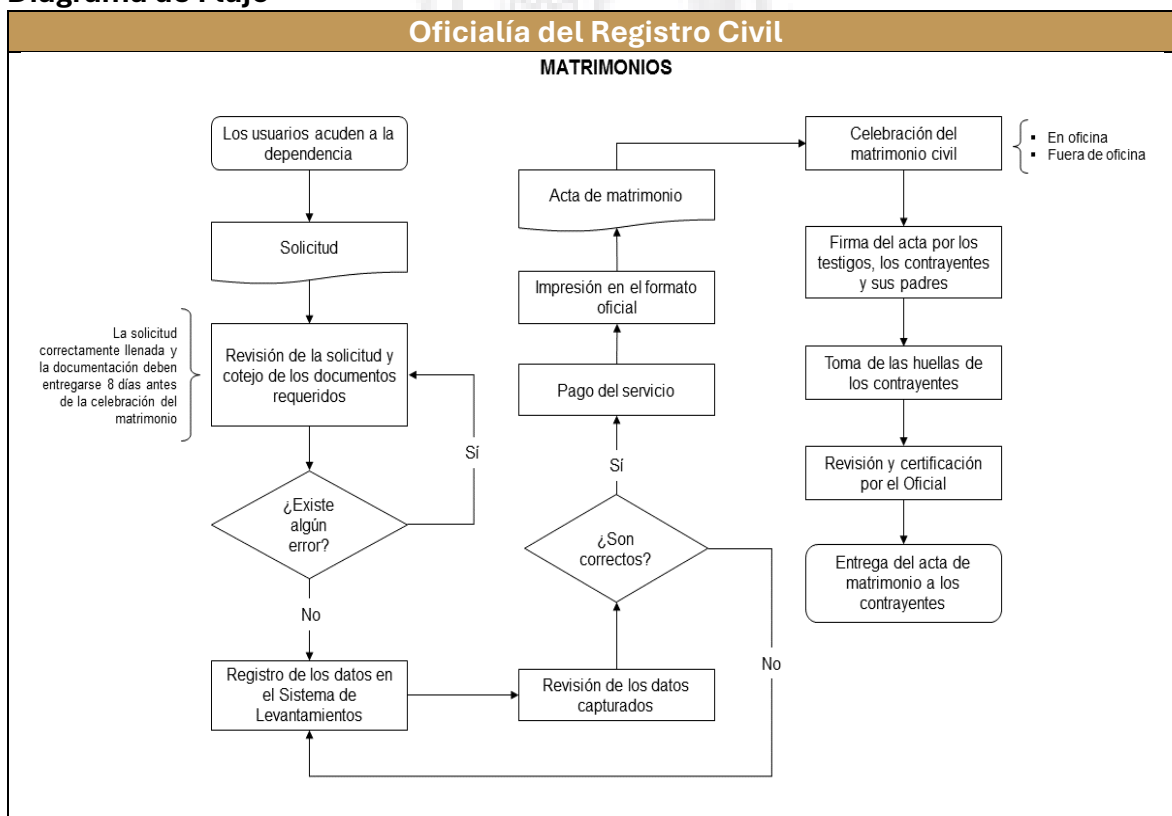 Diagrama de Flujo
Oficialía del Registro Civil
MATRIMONIOS
Los usuarios acuden a la
dependencia
Solicitud
La solicitud
correctamente llenada y
la documentación deben
entregarse 8 días antes
de la celebración del
matrimonio
Revisión de la solicitud y
cotejo de los documentos
requeridos
Sí
¿Existe
algún
error?
No
Registro de los datos en
el Sistema de
Levantamientos
Revisión de los datos
capturados
¿Son
correctos?
No
Sí
Pago del servicio
Impresión en el formato
oficial
Acta de matrimonio
Celebración del
matrimonio civil
▪ En oficina
▪ Fuera de oficina
Firma del acta por los
testigos, los contrayentes
y sus padres
Toma de las huellas de
los contrayentes
Revisión y certificación
por el Oficial
Entrega del acta de
matrimonio a los
contrayentes